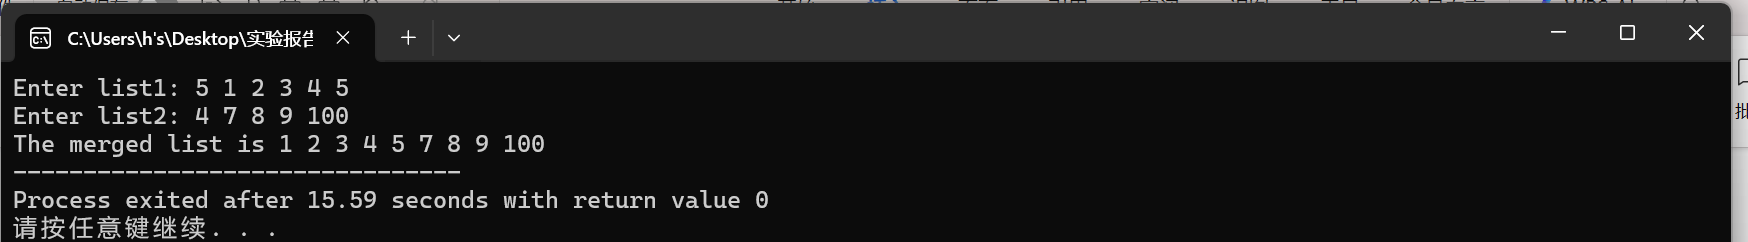 C:\Users\h's\Desktop\实验报告
Enter list1: 5 1 2 3 4 5
Enter list2: 4 7 8 9 100
The merged list is 1 2 3 4 5 7 8 9 100
--------------------------------
Process exited after 15.59 seconds with return value 0
请按任意键继续. . .
批